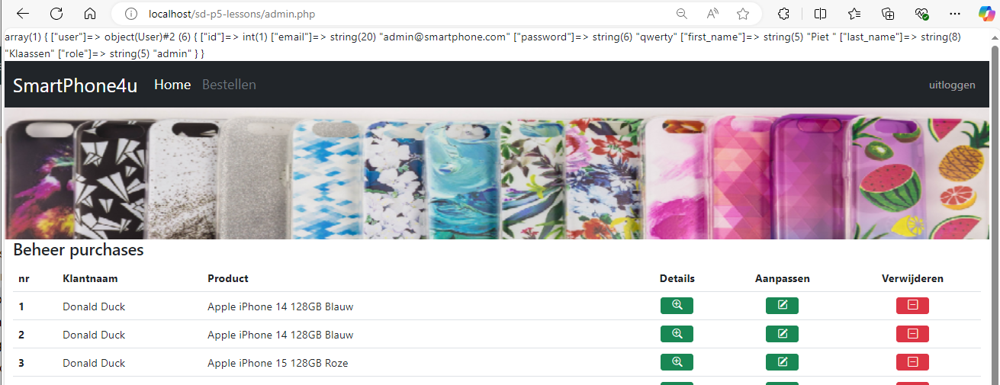 localhost/sd-p5-lessons/admin.php
array(1) { ["user"]=> object(User)#2 (6) { ["id"]=> int(1) ["email"]=> string(20) "admin@smartphone.com" ["password"]=> string(6) "qwerty" ["first_name"]=> string(5) "Piet " ["last_name"]=> string(8)
"Klaassen" ["role"]=> string(5) "admin" } }
SmartPhone4u Home Bestellen uitloggen
Beheer purchases
nr Klantnaam Product Details Aanpassen Verwijderen
1 Donald Duck Apple iPhone 14 128GB Blauw
2 Donald Duck Apple iPhone 14 128GB Blauw
3 Donald Duck Apple iPhone 15 128GB Roze